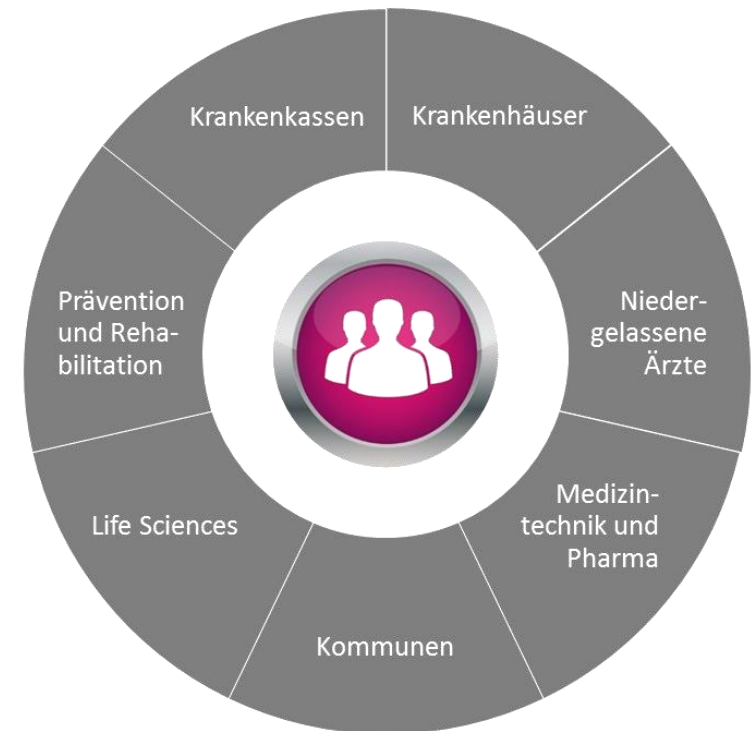 Krankenkassen
Krankenhäuser
Nieder-
gelassene
Ärzte
Medizin-
technik und
Pharma
Kommunen
Life Sciences
Prävention
und Reha-
bilitation